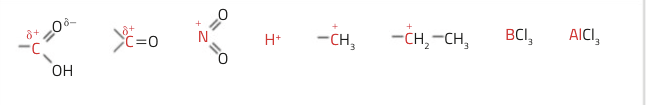 δ+ C O δ− OH
δ+ C=O
+ N O O
H+
+ CH3
+ CH2 CH3
BCl3
AlCl3